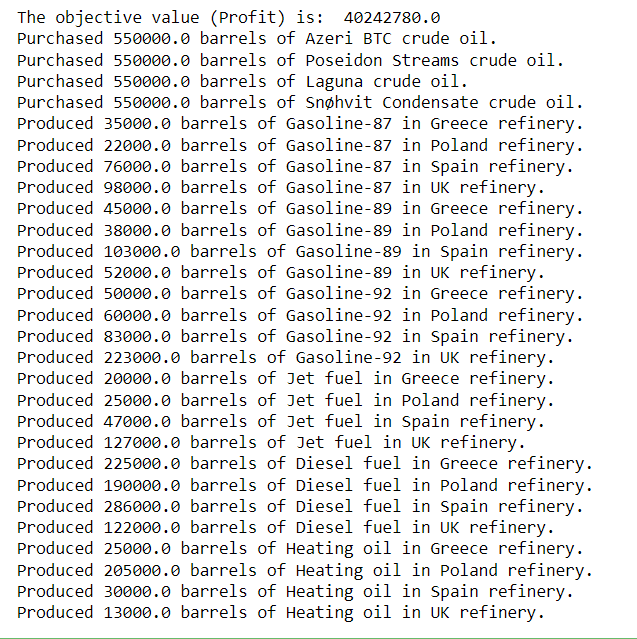 The objective value (Profit) is:  40242780.0
Purchased 550000.0 barrels of Azeri BTC crude oil.
Purchased 550000.0 barrels of Poseidon Streams crude oil.
Purchased 550000.0 barrels of Laguna crude oil.
Purchased 550000.0 barrels of Snøhvit Condensate crude oil.
Produced 35000.0 barrels of Gasoline-87 in Greece refinery.
Produced 22000.0 barrels of Gasoline-87 in Poland refinery.
Produced 76000.0 barrels of Gasoline-87 in Spain refinery.
Produced 98000.0 barrels of Gasoline-87 in UK refinery.
Produced 45000.0 barrels of Gasoline-89 in Greece refinery.
Produced 38000.0 barrels of Gasoline-89 in Poland refinery.
Produced 103000.0 barrels of Gasoline-89 in Spain refinery.
Produced 52000.0 barrels of Gasoline-89 in UK refinery.
Produced 50000.0 barrels of Gasoline-92 in Greece refinery.
Produced 60000.0 barrels of Gasoline-92 in Poland refinery.
Produced 83000.0 barrels of Gasoline-92 in Spain refinery.
Produced 223000.0 barrels of Gasoline-92 in UK refinery.
Produced 20000.0 barrels of Jet fuel in Greece refinery.
Produced 25000.0 barrels of Jet fuel in Poland refinery.
Produced 47000.0 barrels of Jet fuel in Spain refinery.
Produced 127000.0 barrels of Jet fuel in UK refinery.
Produced 225000.0 barrels of Diesel fuel in Greece refinery.
Produced 190000.0 barrels of Diesel fuel in Poland refinery.
Produced 286000.0 barrels of Diesel fuel in Spain refinery.
Produced 122000.0 barrels of Diesel fuel in UK refinery.
Produced 25000.0 barrels of Heating oil in Greece refinery.
Produced 205000.0 barrels of Heating oil in Poland refinery.
Produced 30000.0 barrels of Heating oil in Spain refinery.
Produced 13000.0 barrels of Heating oil in UK refinery.